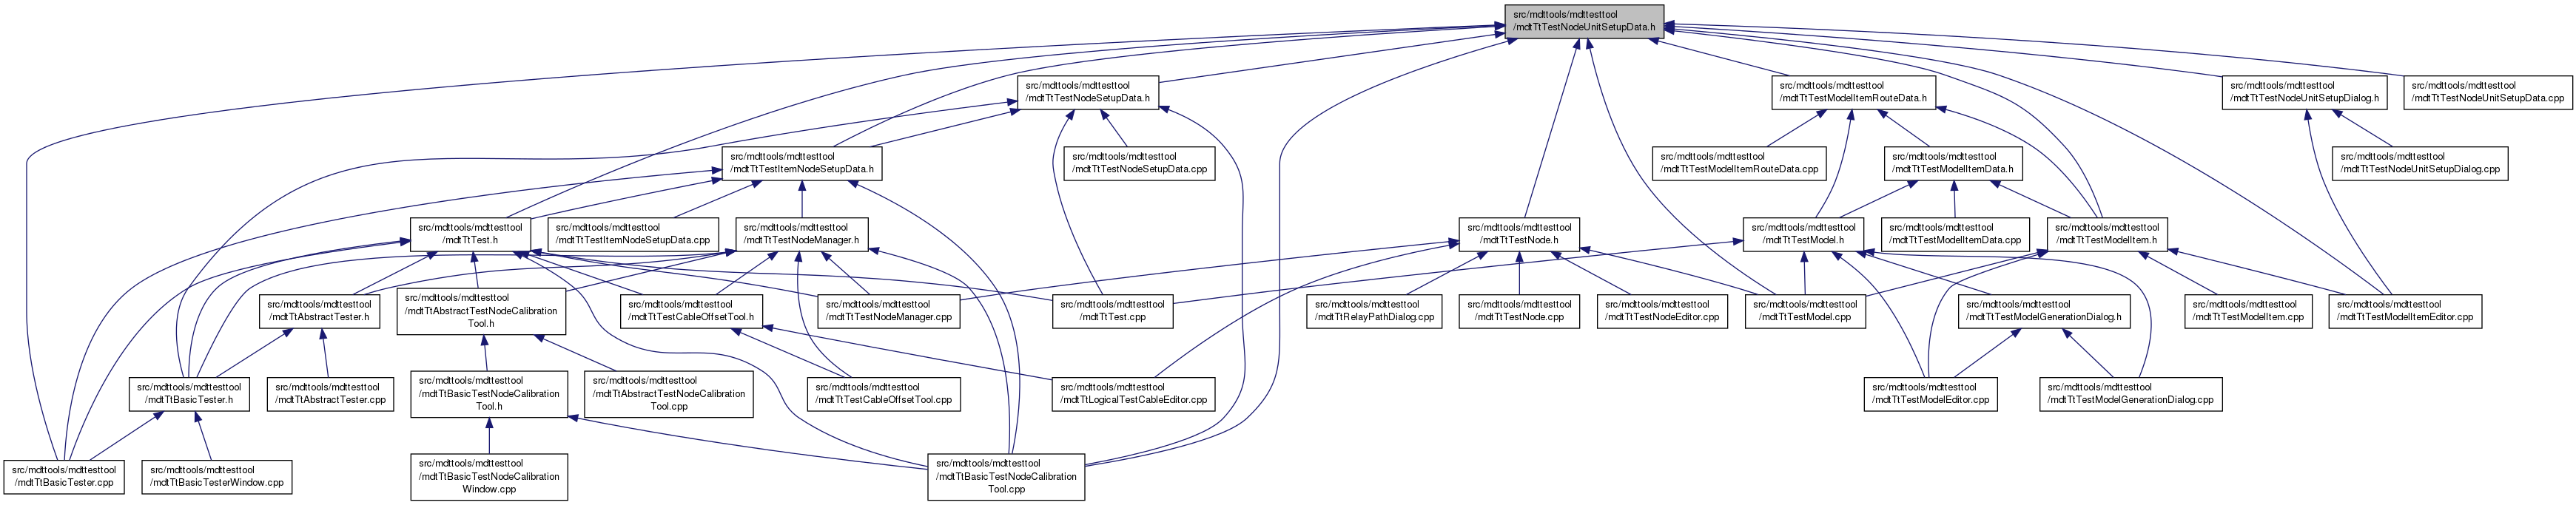 src/mdttools/mdttesttool
/mdtTtTestNodeUnitSetupData.h
src/mdttools/mdttesttool
/mdtTtTestNodeSetupData.h
src/mdttools/mdttesttool
/mdtTtTestModelItemRouteData.h
src/mdttools/mdttesttool
/mdtTtTestNodeUnitSetupDialog.h
src/mdttools/mdttesttool
/mdtTtTestNodeUnitSetupData.cpp
src/mdttools/mdttesttool
/mdtTtTestItemNodeSetupData.h
src/mdttools/mdttesttool
/mdtTtTestNodeSetupData.cpp
src/mdttools/mdttesttool
/mdtTtTestModelItemRouteData.cpp
src/mdttools/mdttesttool
/mdtTtTestModelItemData.h
src/mdttools/mdttesttool
/mdtTtTestNodeUnitSetupDialog.cpp
src/mdttools/mdttesttool
/mdtTtTest.h
src/mdttools/mdttesttool
/mdtTtTestItemNodeSetupData.cpp
src/mdttools/mdttesttool
/mdtTtTestNodeManager.h
src/mdttools/mdttesttool
/mdtTtTestNode.h
src/mdttools/mdttesttool
/mdtTtTestModel.h
src/mdttools/mdttesttool
/mdtTtTestModelItemData.cpp
src/mdttools/mdttesttool
/mdtTtTestModelItem.h
src/mdttools/mdttesttool
/mdtTtAbstractTester.h
src/mdttools/mdttesttool
/mdtTtAbstractTestNodeCalibration
Tool.h
src/mdttools/mdttesttool
/mdtTtTestCableOffsetTool.h
src/mdttools/mdttesttool
/mdtTtTestNodeManager.cpp
src/mdttools/mdttesttool
/mdtTtTest.cpp
src/mdttools/mdttesttool
/mdtTtRelayPathDialog.cpp
src/mdttools/mdttesttool
/mdtTtTestNode.cpp
src/mdttools/mdttesttool
/mdtTtTestNodeEditor.cpp
src/mdttools/mdttesttool
/mdtTtTestModel.cpp
src/mdttools/mdttesttool
/mdtTtTestModelGenerationDialog.h
src/mdttools/mdttesttool
/mdtTtTestModelItem.cpp
src/mdttools/mdttesttool
/mdtTtTestModelItemEditor.cpp
src/mdttools/mdttesttool
/mdtTtBasicTester.h
src/mdttools/mdttesttool
/mdtTtAbstractTester.cpp
src/mdttools/mdttesttool
/mdtTtBasicTestNodeCalibration
Tool.h
src/mdttools/mdttesttool
/mdtTtAbstractTestNodeCalibration
Tool.cpp
src/mdttools/mdttesttool
/mdtTtTestCableOffsetTool.cpp
src/mdttools/mdttesttool
/mdtTtLogicalTestCableEditor.cpp
src/mdttools/mdttesttool
/mdtTtTestModelEditor.cpp
src/mdttools/mdttesttool
/mdtTtTestModelGenerationDialog.cpp
src/mdttools/mdttesttool
/mdtTtBasicTester.cpp
src/mdttools/mdttesttool
/mdtTtBasicTesterWindow.cpp
src/mdttools/mdttesttool
/mdtTtBasicTestNodeCalibration
Window.cpp
src/mdttools/mdttesttool
/mdtTtBasicTestNodeCalibration
Tool.cpp